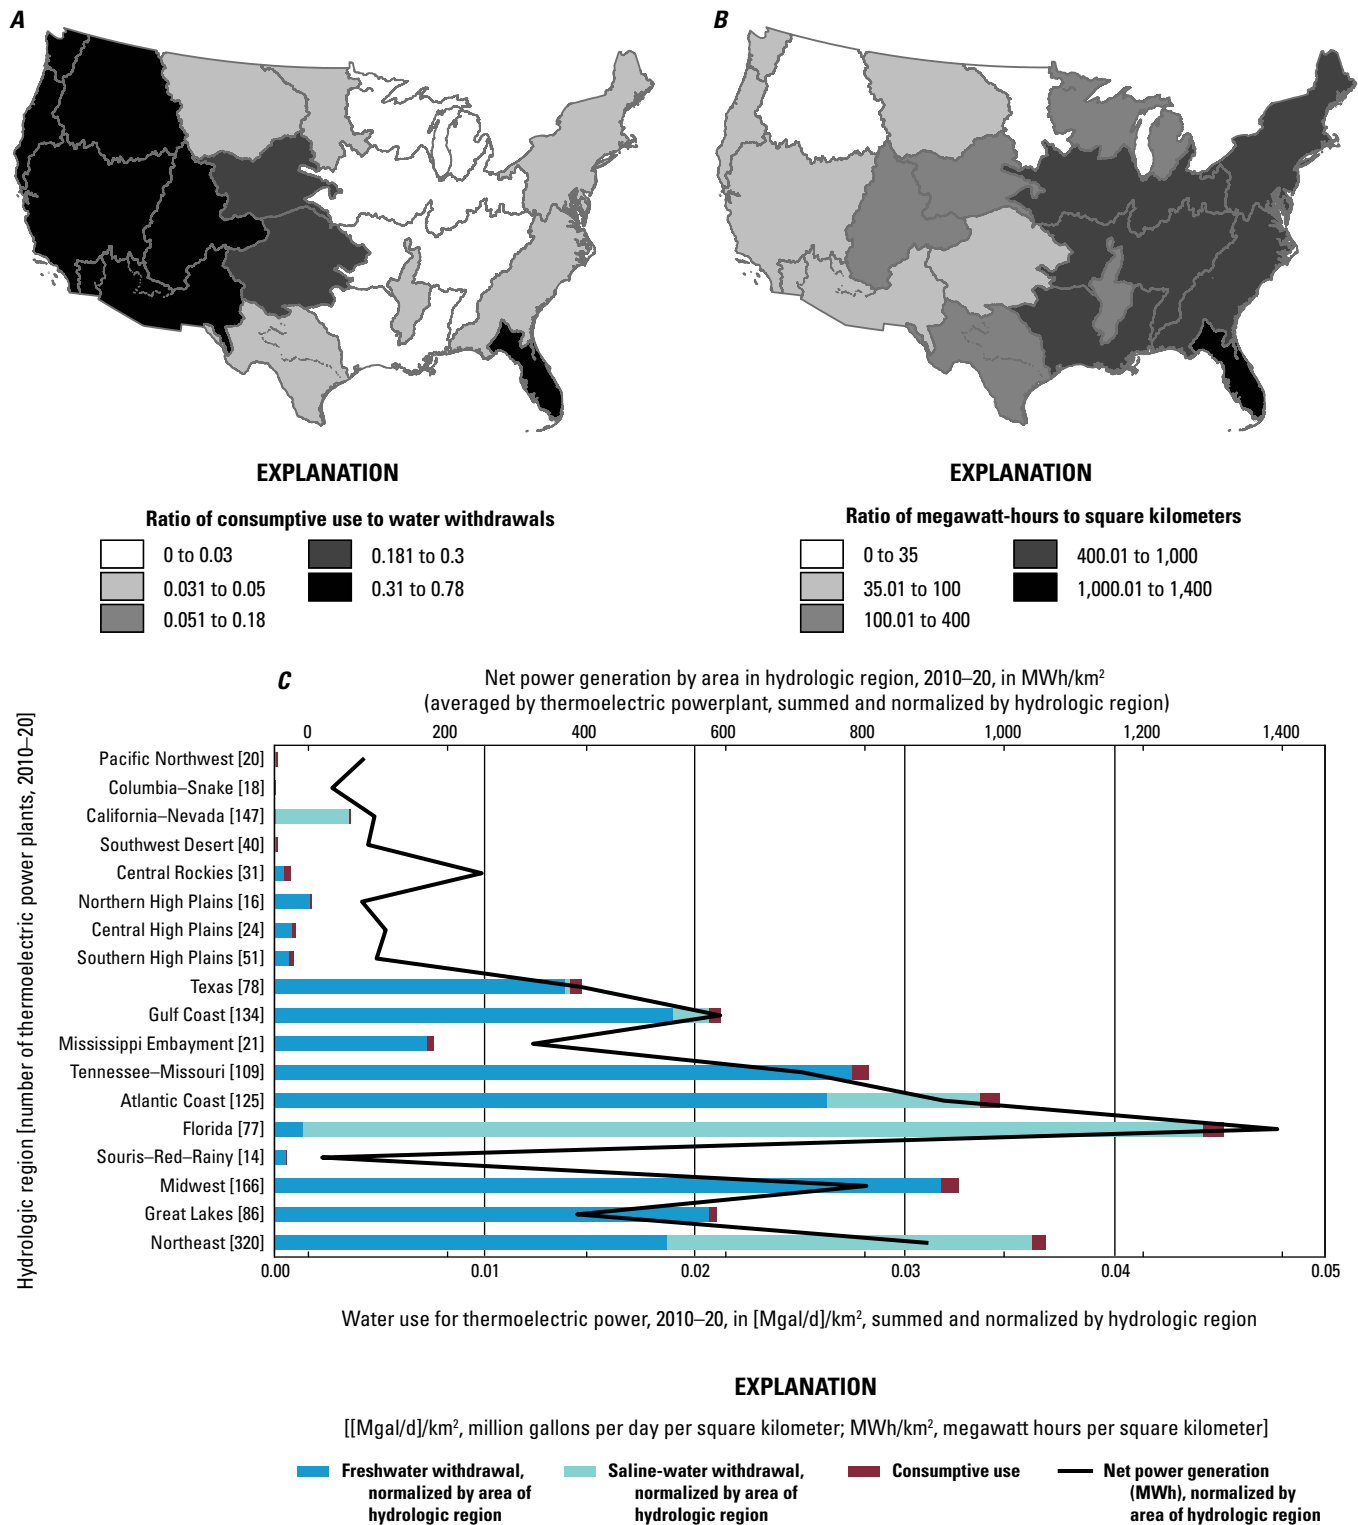 A
B
EXPLANATION
Ratio of consumptive use to water withdrawals
0 to 0.03
0.181 to 0.3
0.031 to 0.05
0.31 to 0.78
0.051 to 0.18
EXPLANATION
Ratio of megawatt-hours to square kilometers
0 to 35
400.01 to 1,000
35.01 to 100
1,000.01 to 1,400
100.01 to 400
C
Net power generation by area in hydrologic region, 2010–20, in MWh/km²
(averaged by thermoelectric powerplant, summed and normalized by hydrologic region)
0 200 400 600 800 1,000 1,200 1,400
Hydrologic region [number of thermoelectric power plants, 2010–20]
Pacific Northwest [20]
Columbia–Snake [18]
California–Nevada [147]
Southwest Desert [40]
Central Rockies [31]
Northern High Plains [16]
Central High Plains [24]
Southern High Plains [51]
Texas [78]
Gulf Coast [134]
Mississippi Embayment [21]
Tennessee–Missouri [109]
Atlantic Coast [125]
Florida [77]
Souris–Red–Rainy [14]
Midwest [166]
Great Lakes [86]
Northeast [320]
0.00 0.01 0.02 0.03 0.04 0.05
Water use for thermoelectric power, 2010–20, in [Mgal/d]/km², summed and normalized by hydrologic region
EXPLANATION
[[Mgal/d]/km², million gallons per day per square kilometer; MWh/km², megawatt hours per square kilometer]
Freshwater withdrawal,
normalized by area of
hydrologic region
Saline-water withdrawal,
normalized by area of
hydrologic region
Consumptive use
Net power generation
(MWh), normalized by
area of hydrologic region